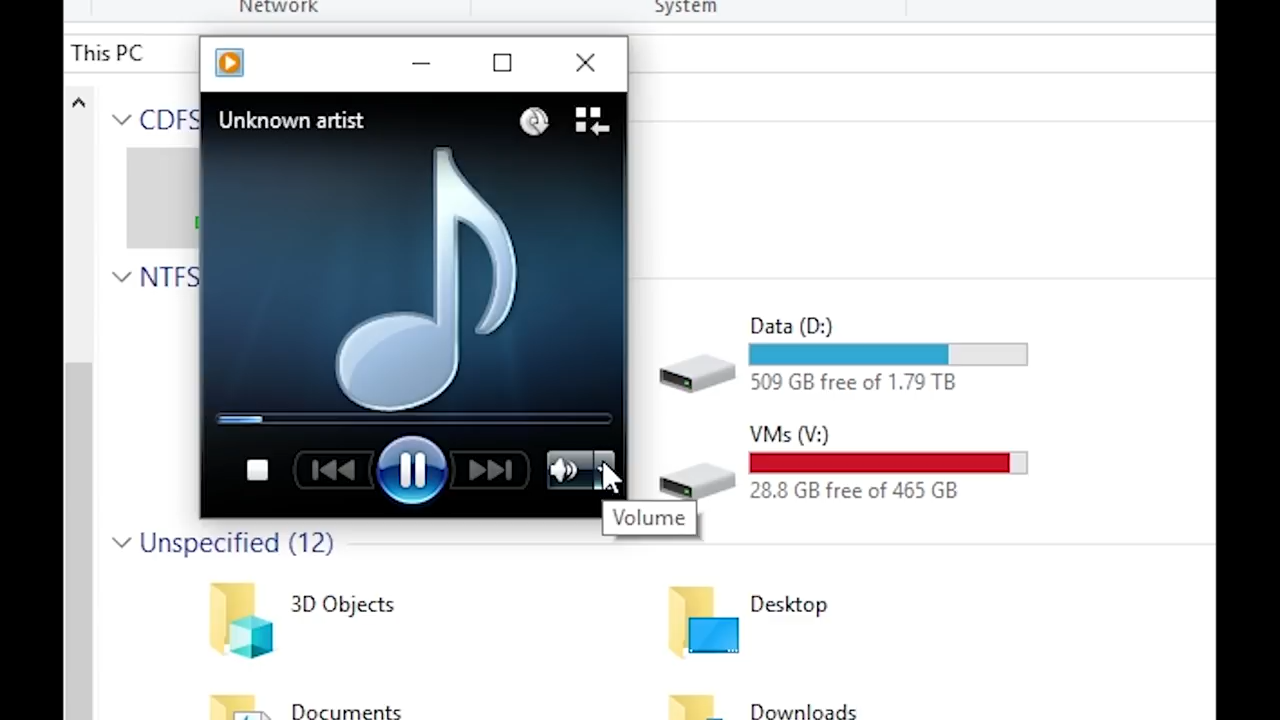 Network
System
This PC
Unknown artist
CDFS
NTFS
Data (D:)
509 GB free of 1.79 TB
VMs (V:)
28.8 GB free of 465 GB
Volume
Unspecified (12)
3D Objects
Desktop
Documents
Downloads